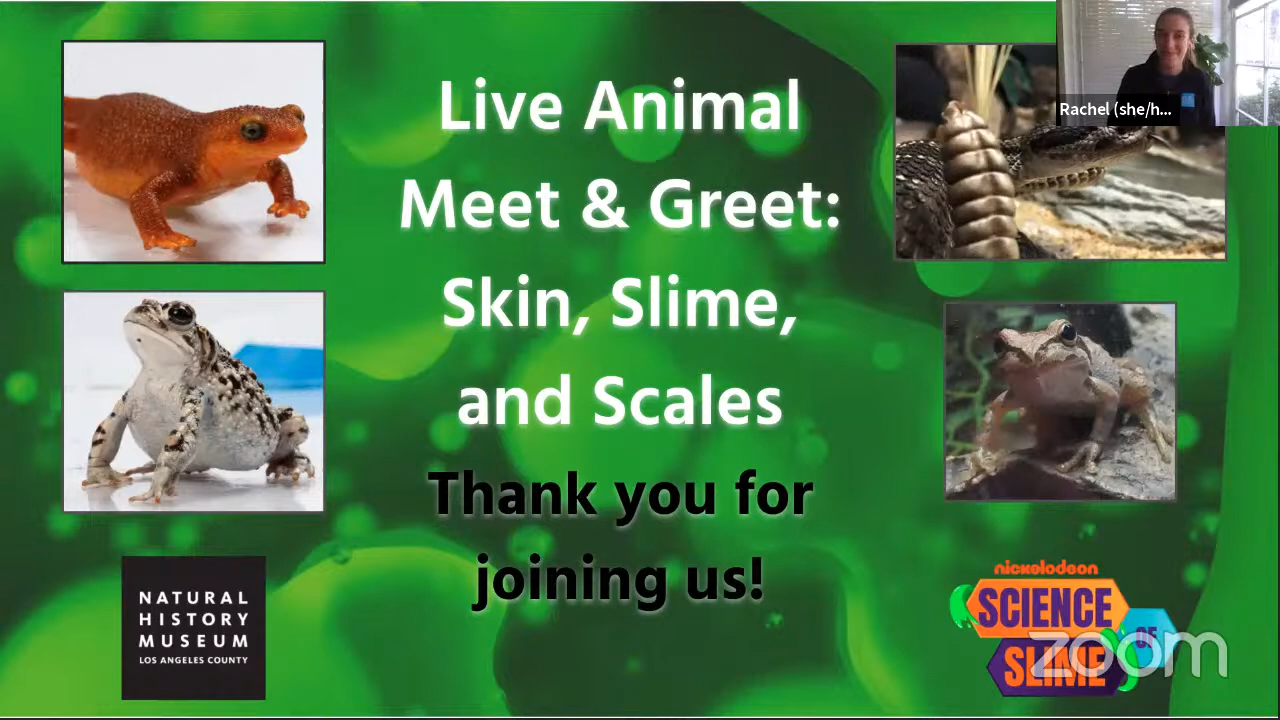 Live Animal
Meet & Greet:
Skin, Slime,
and Scales
Thank you for
joining us!
Rachel (she/h...
NATURAL
HISTORY
MUSEUM
LOS ANGELES COUNTY
nickelodeon
SCIENCE
OF
SLIME
zoom